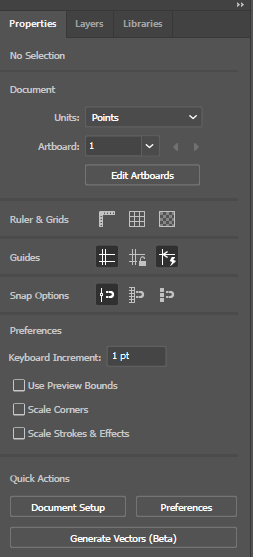 Properties Layers Libraries
No Selection
Document
Units: Points
Artboard: 1
Edit Artboards
Ruler & Grids
Guides
Snap Options
Preferences
Keyboard Increment: 1 pt
Use Preview Bounds
Scale Corners
Scale Strokes & Effects
Quick Actions
Document Setup Preferences
Generate Vectors (Beta)